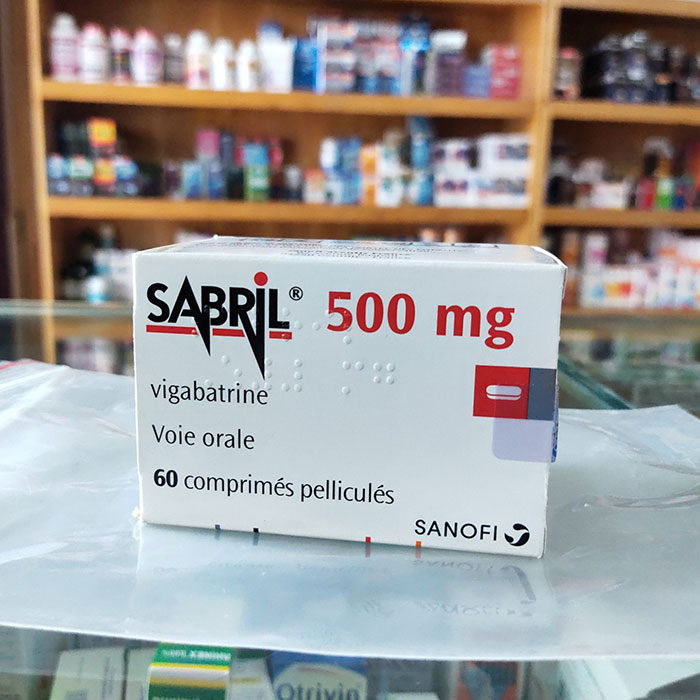 SABRIL® 500 mg
vigabatrine
Voie orale
60 comprimés pelliculés
SANOFI
Otrivin